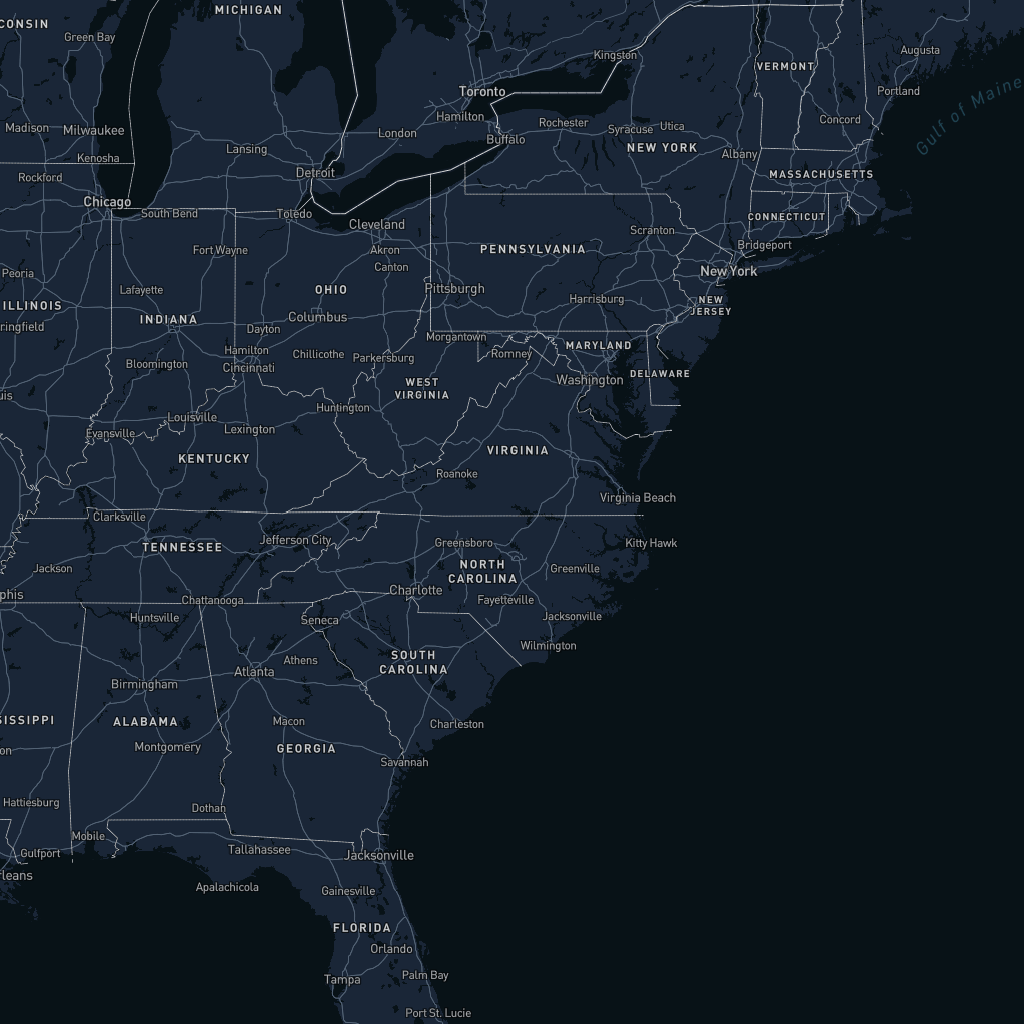 MICHIGAN
CONSIN
Green Bay
Kingston
Augusta
VERMONT
Gulf of Maine
Toronto
Portland
Hamilton
Rochester
Concord
Madison
Milwaukee
London
Buffalo
Syracuse
Utica
Lansing
NEW YORK
Albany
Kenosha
Detroit
MASSACHUSETTS
Rockford
Chicago
South Bend
Toledo
Cleveland
CONNECTICUT
Scranton
Fort Wayne
Akron
PENNSYLVANIA
Bridgeport
Canton
New York
Peoria
Lafayette
OHIO
Pittsburgh
Harrisburg
NEW
JERSEY
ILLINOIS
INDIANA
Columbus
ringfield
Dayton
Morgantown
MARYLAND
Hamilton
Chillicothe
Parkersburg
Romney
Bloomington
Cincinnati
DELAWARE
WEST
VIRGINIA
Washington
uis
Huntington
Louisville
Evansville
Lexington
VIRGINIA
KENTUCKY
Roanoke
Virginia Beach
Clarksville
Jefferson City
Greensboro
Kitty Hawk
TENNESSEE
Jackson
NORTH
CAROLINA
Greenville
phis
Charlotte
Chattanooga
Fayetteville
Huntsville
Seneca
Jacksonville
Wilmington
SOUTH
CAROLINA
Athens
Atlanta
Birmingham
SISSIPPI
ALABAMA
Macon
Charleston
on
Montgomery
GEORGIA
Savannah
Hattiesburg
Dothan
Mobile
Gulfport
Tallahassee
Jacksonville
rleans
Apalachicola
Gainesville
FLORIDA
Orlando
Tampa
Palm Bay
Port St. Lucie